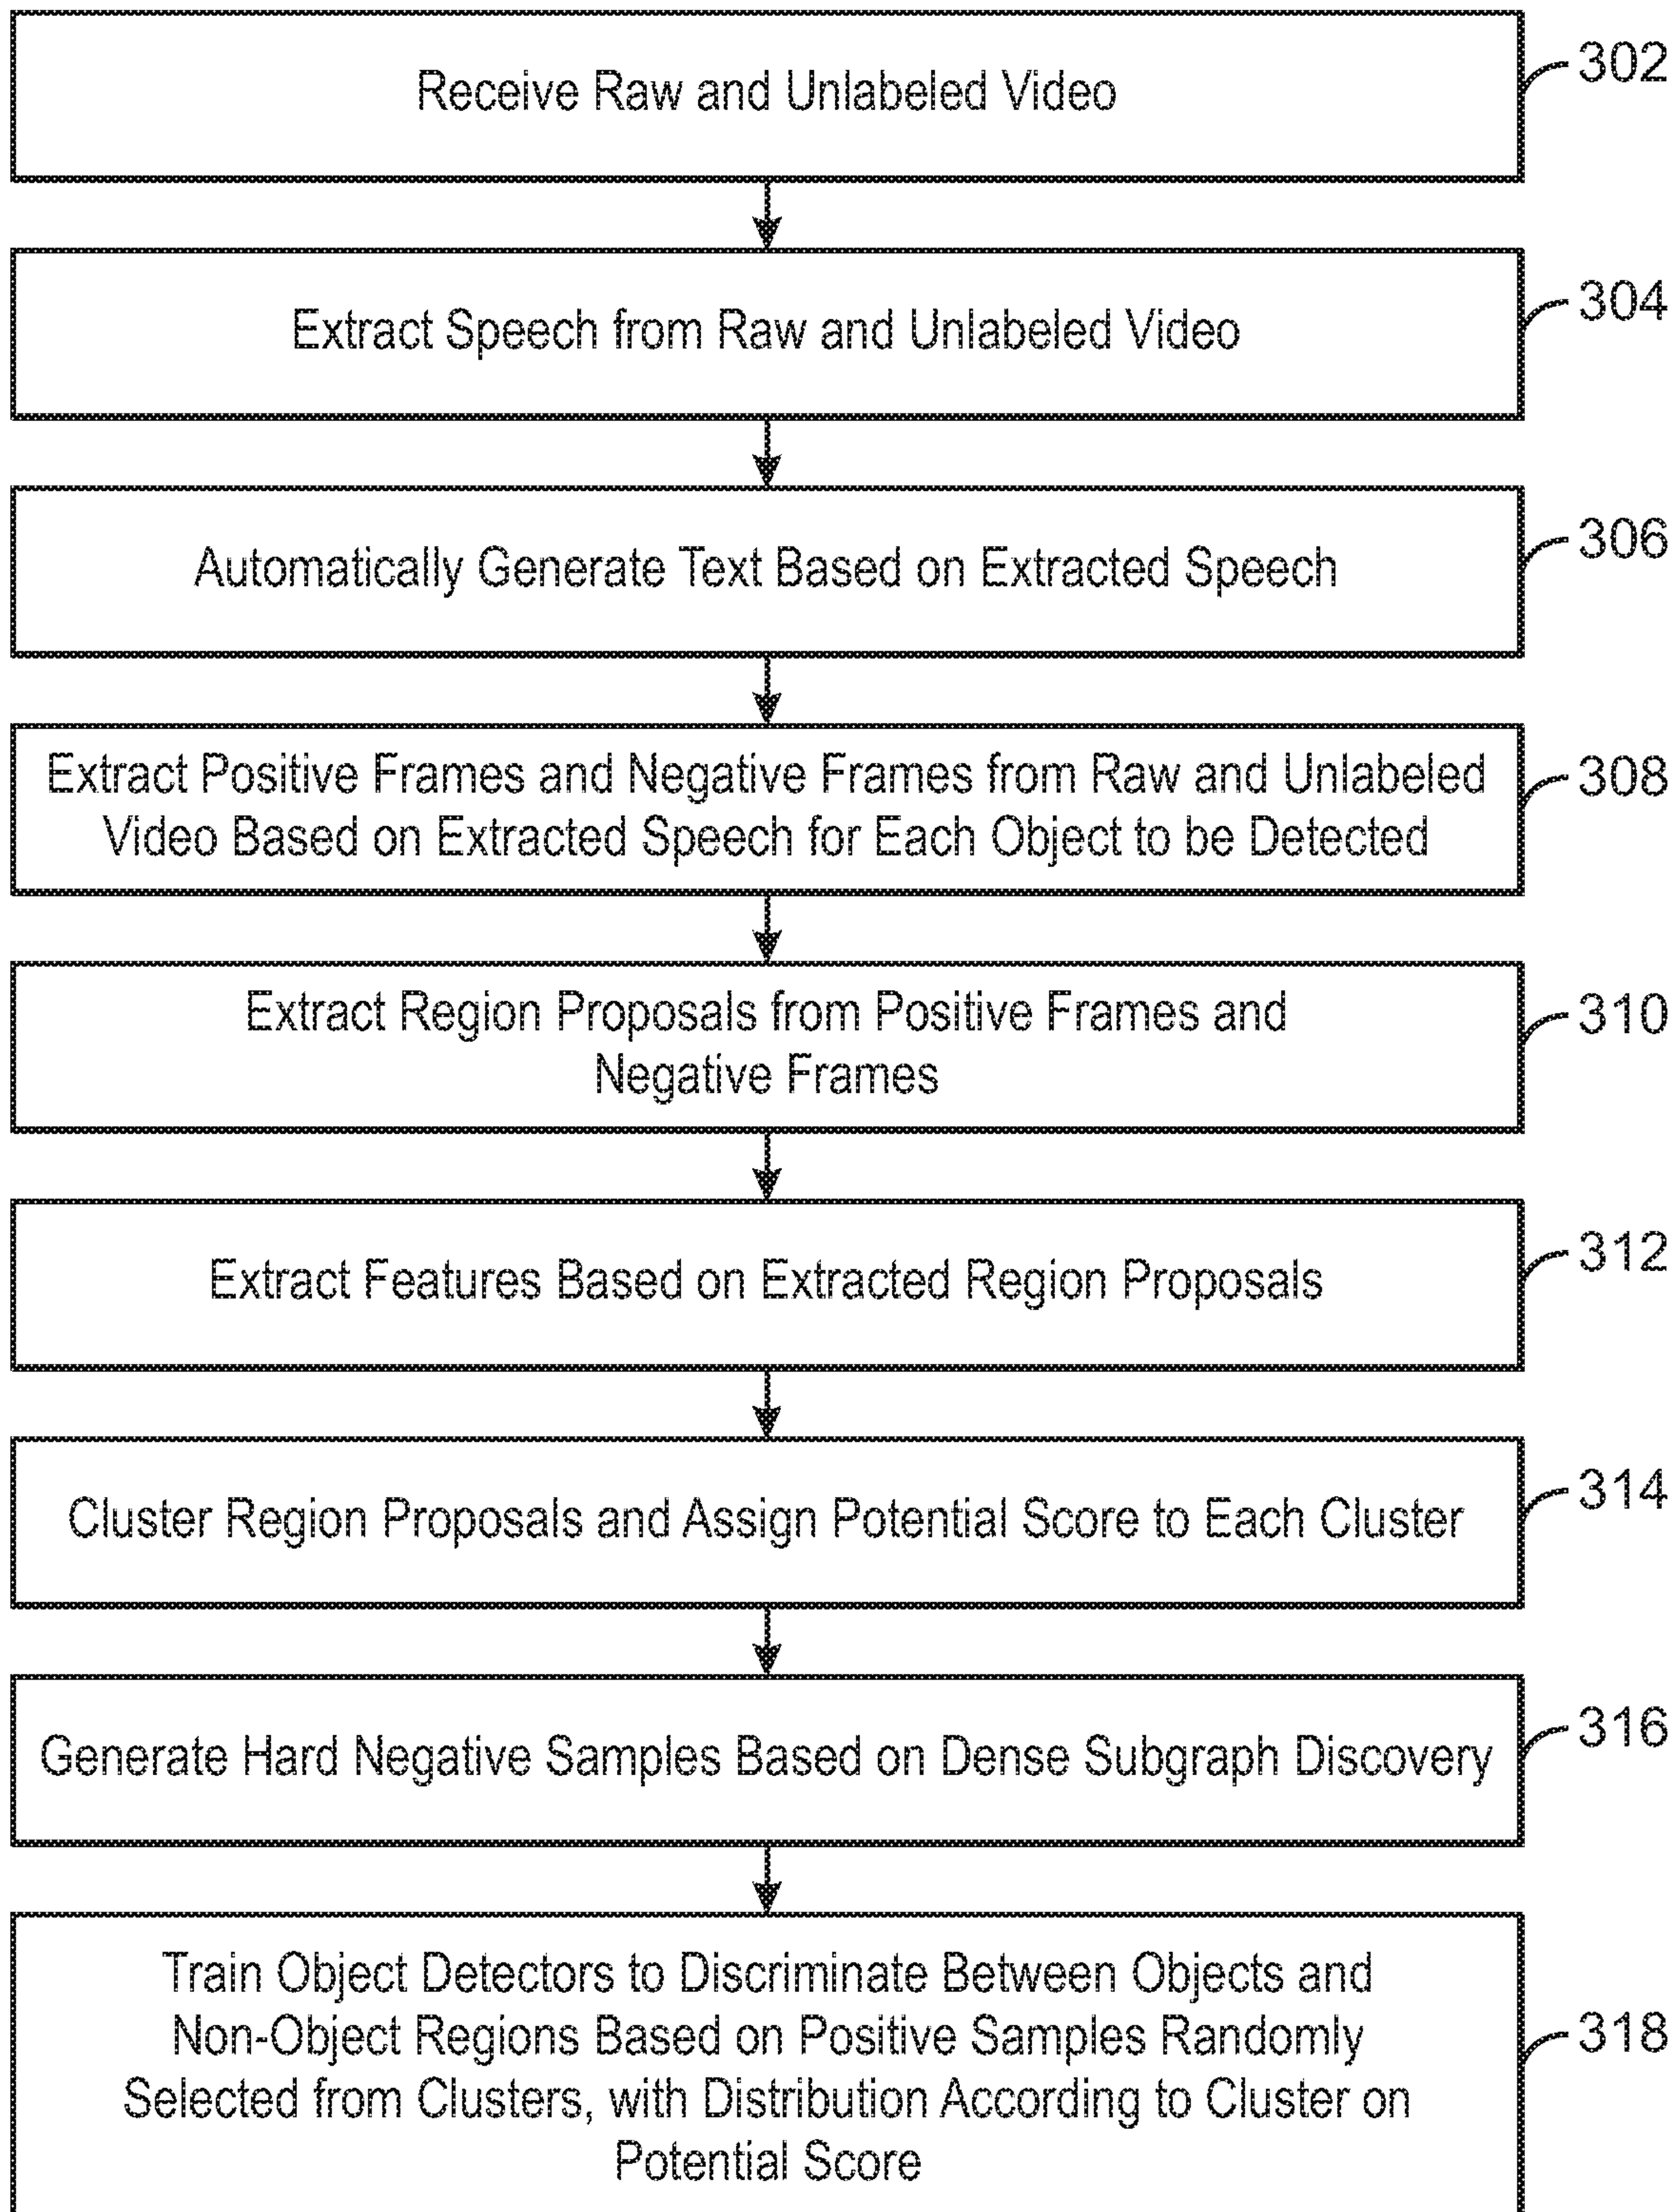 Receive Raw and Unlabeled Video
302
Extract Speech from Raw and Unlabeled Video
304
Automatically Generate Text Based on Extracted Speech
306
Extract Positive Frames and Negative Frames from Raw and Unlabeled
Video Based on Extracted Speech for Each Object to be Detected
308
Extract Region Proposals from Positive Frames and
Negative Frames
310
Extract Features Based on Extracted Region Proposals
312
Cluster Region Proposals and Assign Potential Score to Each Cluster
314
Generate Hard Negative Samples Based on Dense Subgraph Discovery
316
Train Object Detectors to Discriminate Between Objects and
Non-Object Regions Based on Positive Samples Randomly
Selected from Clusters, with Distribution According to Cluster on
Potential Score
318